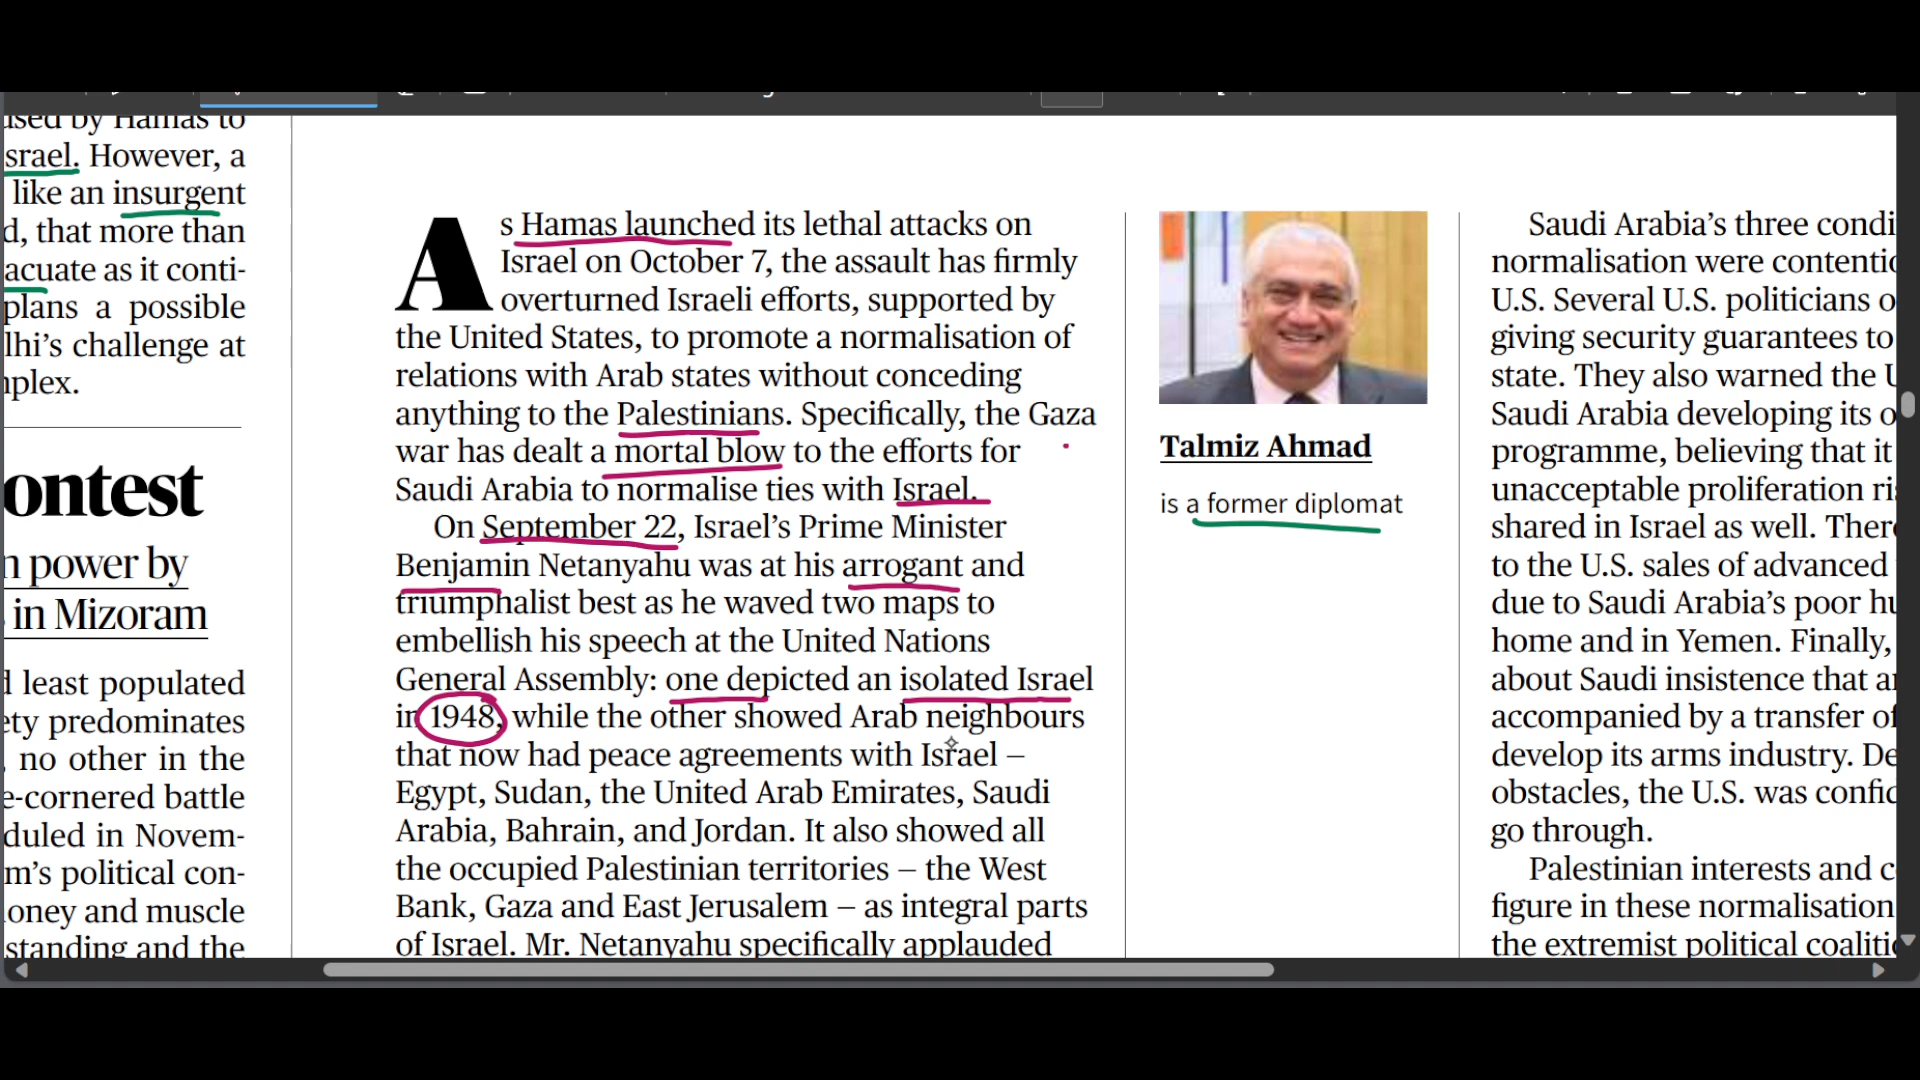 srael. However, a
like an insurgent
d, that more than
acuate as it conti-
plans a possible
lhi's challenge at
nplex.
ontest
n power by
in Mizoram
d least populated
ety predominates
no other in the
e-cornered battle
duled in Novem-
m's political con-
oney and muscle
standing and the
As Hamas launched its lethal attacks on
Israel on October 7, the assault has firmly
overturned Israeli efforts, supported by
the United States, to promote a normalisation of
relations with Arab states without conceding
anything to the Palestinians. Specifically, the Gaza
war has dealt a mortal blow to the efforts for
Saudi Arabia to normalise ties with Israel.
On September 22, Israel's Prime Minister
Benjamin Netanyahu was at his arrogant and
triumphalist best as he waved two maps to
embellish his speech at the United Nations
General Assembly: one depicted an isolated Israel
in 1948, while the other showed Arab neighbours
that now had peace agreements with Israel –
Egypt, Sudan, the United Arab Emirates, Saudi
Arabia, Bahrain, and Jordan. It also showed all
the occupied Palestinian territories – the West
Bank, Gaza and East Jerusalem – as integral parts
of Israel. Mr. Netanyahu specifically applauded
Talmiz Ahmad
is a former diplomat
Saudi Arabia's three condi
normalisation were contentio
U.S. Several U.S. politicians o
giving security guarantees to
state. They also warned the U
Saudi Arabia developing its o
programme, believing that it
unacceptable proliferation ris
shared in Israel as well. There
to the U.S. sales of advanced
due to Saudi Arabia's poor hu
home and in Yemen. Finally,
about Saudi insistence that ar
accompanied by a transfer of
develop its arms industry. De
obstacles, the U.S. was confid
go through.
Palestinian interests and c
figure in these normalisation
the extremist political coalitio